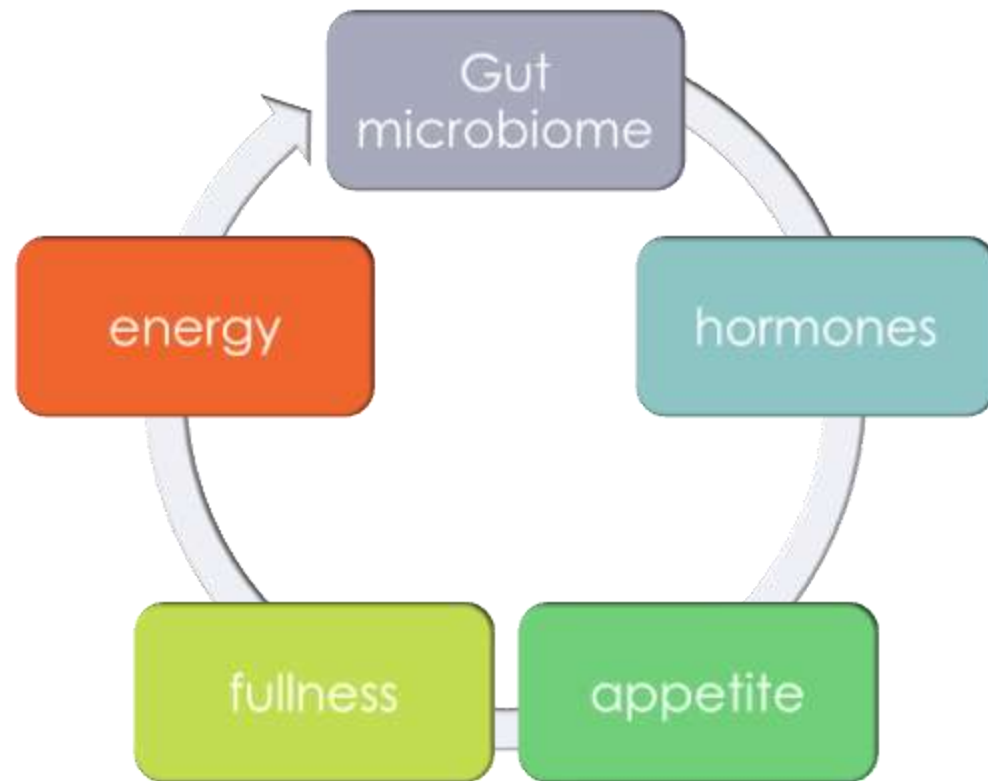 Gut
microbiome
hormones
appetite
fullness
energy